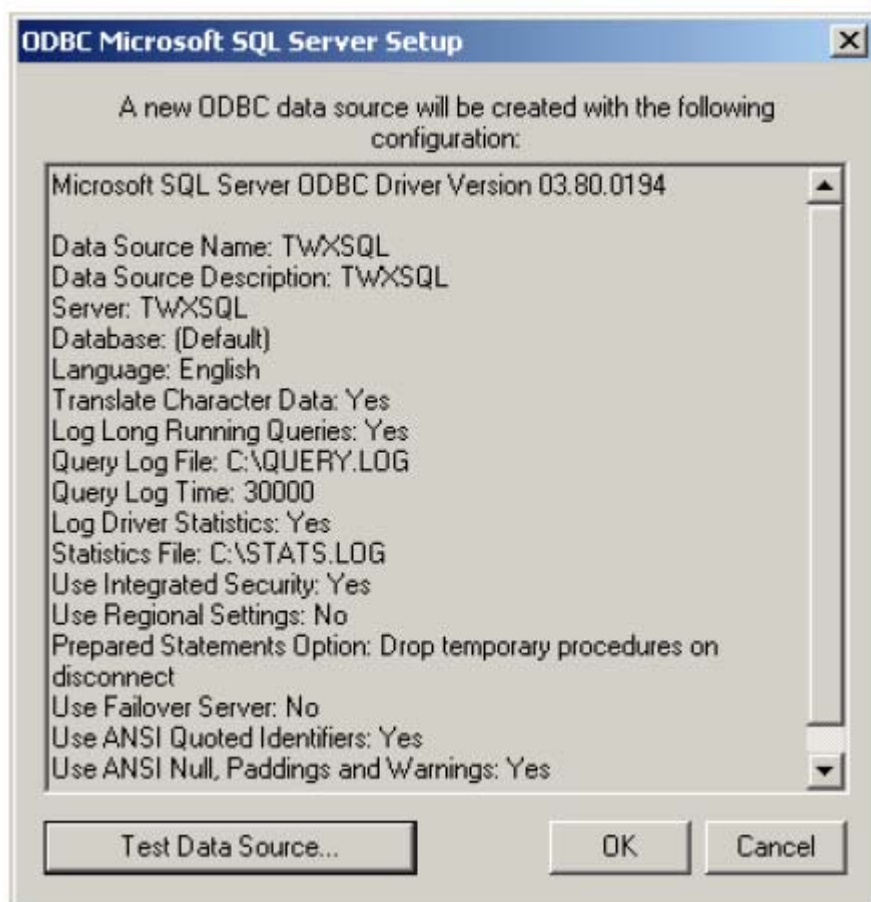 ODBC Microsoft SQL Server Setup
A new ODBC data source will be created with the following
configuration:
Microsoft SQL Server ODBC Driver Version 03.80.0194
Data Source Name: TWXSQL
Data Source Description: TWXSQL
Server: TWXSQL
Database: (Default)
Language: English
Translate Character Data: Yes
Log Long Running Queries: Yes
Query Log File: C:\QUERY.LOG
Query Log Time: 30000
Log Driver Statistics: Yes
Statistics File: C:\STATS.LOG
Use Integrated Security: Yes
Use Regional Settings: No
Prepared Statements Option: Drop temporary procedures on
disconnect
Use Failover Server: No
Use ANSI Quoted Identifiers: Yes
Use ANSI Null, Paddings and Warnings: Yes
Test Data Source... OK Cancel